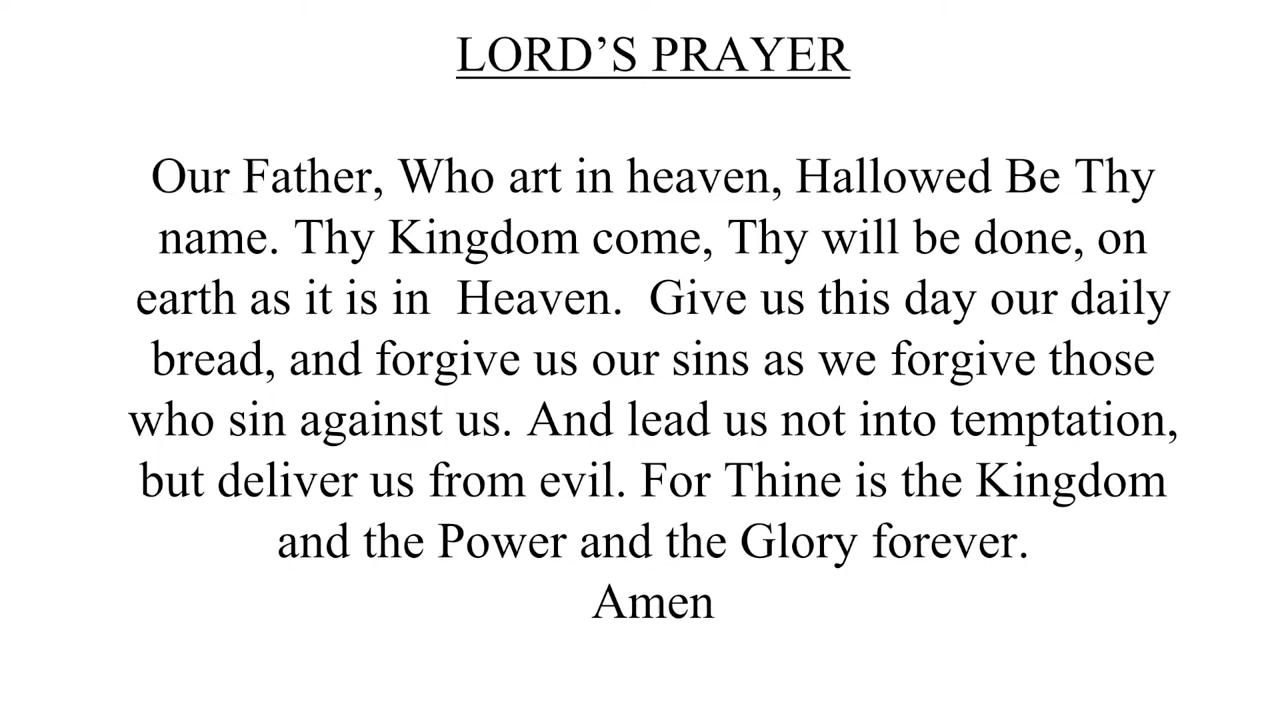 LORD’S PRAYER
Our Father, Who art in heaven, Hallowed Be Thy
name. Thy Kingdom come, Thy will be done, on
earth as it is in  Heaven.  Give us this day our daily
bread, and forgive us our sins as we forgive those
who sin against us. And lead us not into temptation,
but deliver us from evil. For Thine is the Kingdom
and the Power and the Glory forever.
Amen